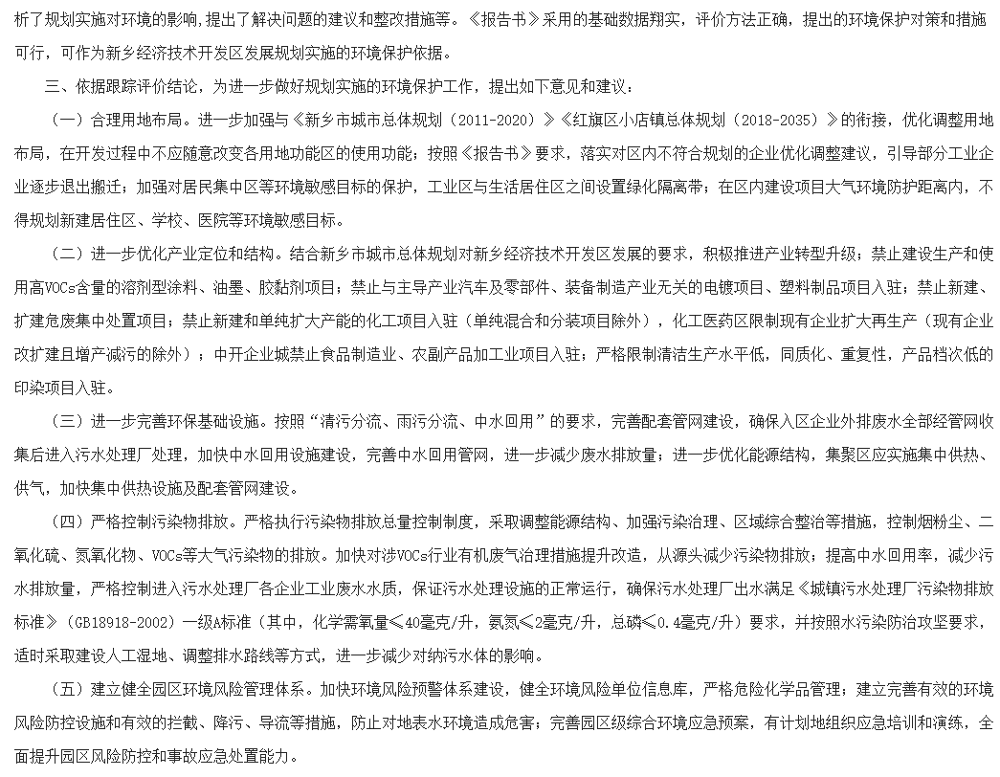 析了规划实施对环境的影响,提出了解决问题的建议和整改措施等。《报告书》采用的基础数据翔实，评价方法正确，提出的环境保护对策和措施
可行，可作为新乡经济技术开发区发展规划实施的环境保护依据。
三、依据跟踪评价结论，为进一步做好规划实施的环境保护工作，提出如下意见和建议：
（一）合理用地布局。进一步加强与《新乡市城市总体规划（2011-2020）》《红旗区小店镇总体规划（2018-2035）》的衔接，优化调整用地
布局，在开发过程中不应随意改变各用地功能区的使用功能；按照《报告书》要求，落实对区内不符合规划的企业优化调整建议，引导部分工业企
业逐步退出搬迁；加强对居民集中区等环境敏感目标的保护，工业区与生活居住区之间设置绿化隔离带；在区内建设项目大气环境防护距离内，不
得规划新建居住区、学校、医院等环境敏感目标。
（二）进一步优化产业定位和结构。结合新乡市城市总体规划对新乡经济技术开发区发展的要求，积极推进产业转型升级；禁止建设生产和使
用高VOCs含量的溶剂型涂料、油墨、胶黏剂项目；禁止与主导产业汽车及零部件、装备制造产业无关的电镀项目、塑料制品项目入驻；禁止新建、
扩建危废集中处置项目；禁止新建和单纯扩大产能的化工项目入驻（单纯混合和分装项目除外），化工医药区限制现有企业扩大再生产（现有企业
改扩建且增产减污的除外）；中开企业城禁止食品制造业、农副产品加工业项目入驻；严格限制清洁生产水平低，同质化、重复性，产品档次低的
印染项目入驻。
（三）进一步完善环保基础设施。按照“清污分流、雨污分流、中水回用”的要求，完善配套管网建设，确保入区企业外排废水全部经管网收
集后进入污水处理厂处理，加快中水回用设施建设，完善中水回用管网，进一步减少废水排放量；进一步优化能源结构，集聚区应实施集中供热、
供气，加快集中供热设施及配套管网建设。
（四）严格控制污染物排放。严格执行污染物排放总量控制制度，采取调整能源结构、加强污染治理、区域综合整治等措施，控制烟粉尘、二
氧化硫、氮氧化物、VOCs等大气污染物的排放。加快对涉VOCs行业有机废气治理措施提升改造，从源头减少污染物排放；提高中水回用率，减少污
水排放量，严格控制进入污水处理厂各企业工业废水水质，保证污水处理设施的正常运行，确保污水处理厂出水满足《城镇污水处理厂污染物排放
标准》（GB18918-2002）一级A标准（其中，化学需氧量≤40毫克/升，氨氮≤2毫克/升，总磷≤0.4毫克/升）要求，并按照水污染防治攻坚要求，
适时采取建设人工湿地、调整排水路线等方式，进一步减少对纳污水体的影响。
（五）建立健全园区环境风险管理体系。加快环境风险预警体系建设，健全环境风险单位信息库，严格危险化学品管理；建立完善有效的环境
风险防控设施和有效的拦截、降污、导流等措施，防止对地表水环境造成危害；完善园区级综合环境应急预案，有计划地组织应急培训和演练，全
面提升园区风险防控和事故应急处置能力。